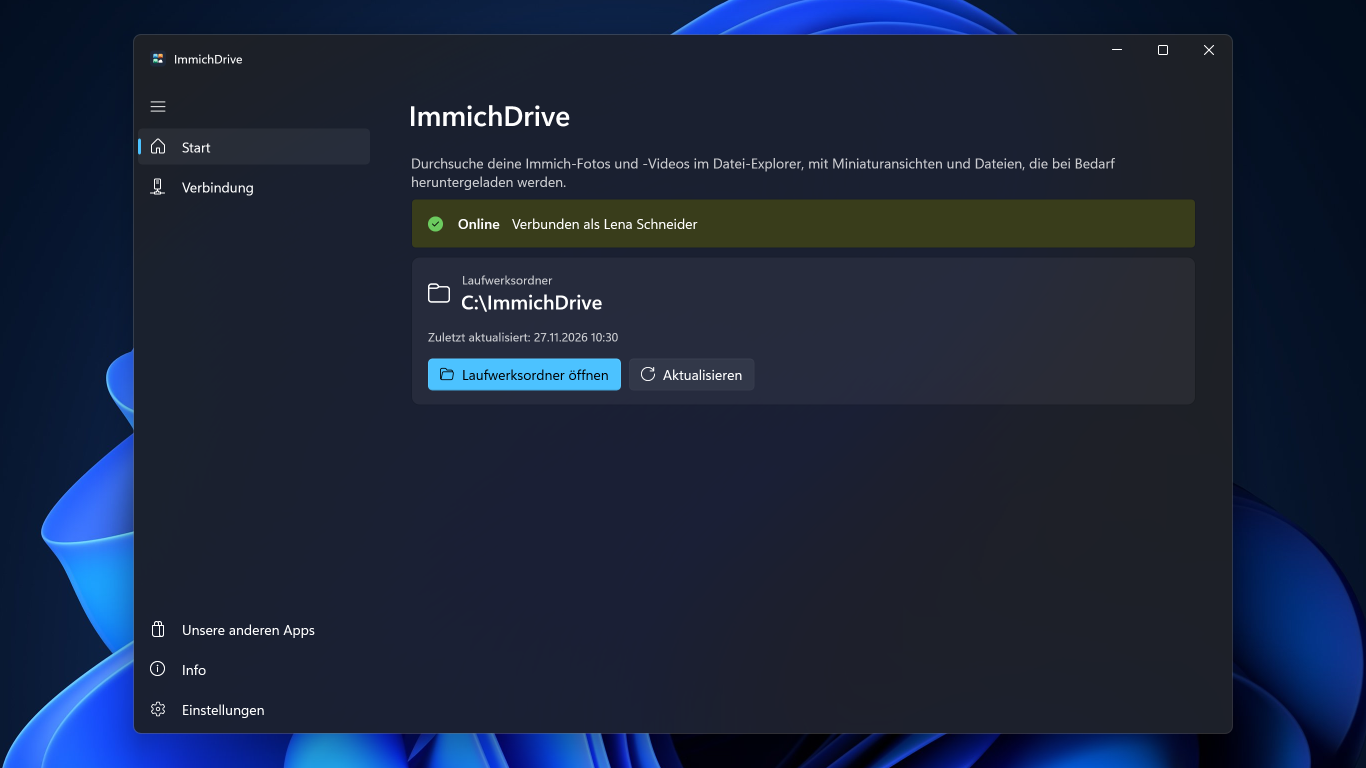 ImmichDrive
Start
Verbindung
ImmichDrive
Durchsuche deine Immich-Fotos und -Videos im Datei-Explorer, mit Miniaturansichten und Dateien, die bei Bedarf
heruntergeladen werden.
Online Verbunden als Lena Schneider
Laufwerksordner
C:\ImmichDrive
Zuletzt aktualisiert: 27.11.2026 10:30
Laufwerksordner öffnen Aktualisieren
Unsere anderen Apps
Info
Einstellungen